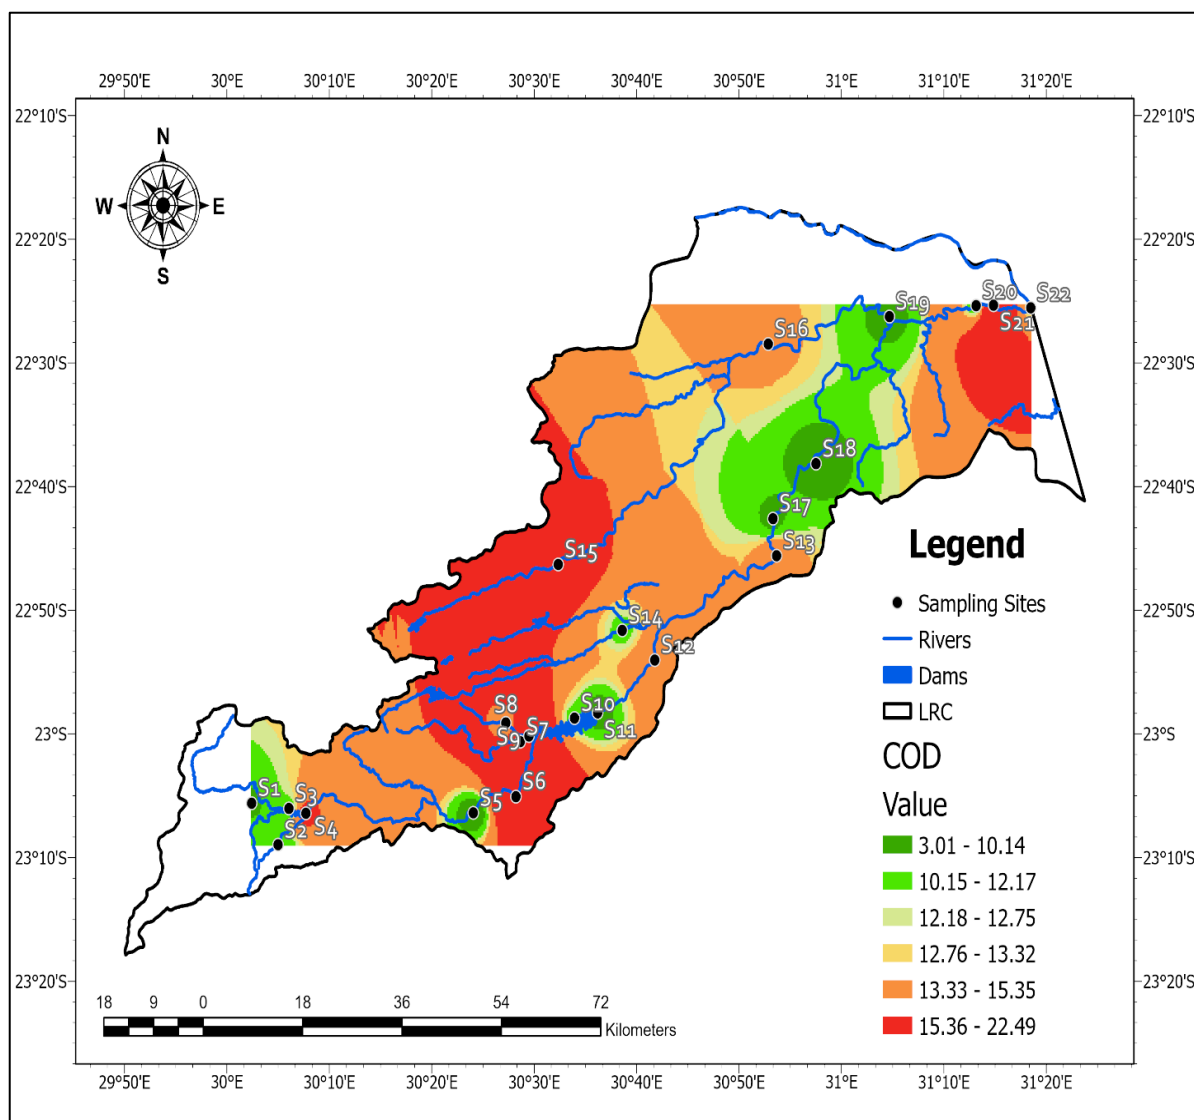 29°50'E 30°E 30°10'E 30°20'E 30°30'E 30°40'E 30°50'E 31°E 31°10'E 31°20'E
22°10'S 22°10'S
N
W E
S
22°20'S 22°20'S
S19 S20 S22
S16 S21
22°30'S 22°30'S
S18
22°40'S 22°40'S
S17
S13
S15
Legend
Sampling Sites
22°50'S 22°50'S
S14
S12
Rivers
Dams
S8 S10
S9 S7 S11
LRC
23°S 23°S
COD
S6
S1 S3 S5
S4
S2
Value
3.01 - 10.14
23°10'S 23°10'S
10.15 - 12.17
12.18 - 12.75
12.76 - 13.32
23°20'S 23°20'S
13.33 - 15.35
15.36 - 22.49
18 9 0 18 36 54 72
Kilometers
29°50'E 30°E 30°10'E 30°20'E 30°30'E 30°40'E 30°50'E 31°E 31°10'E 31°20'E